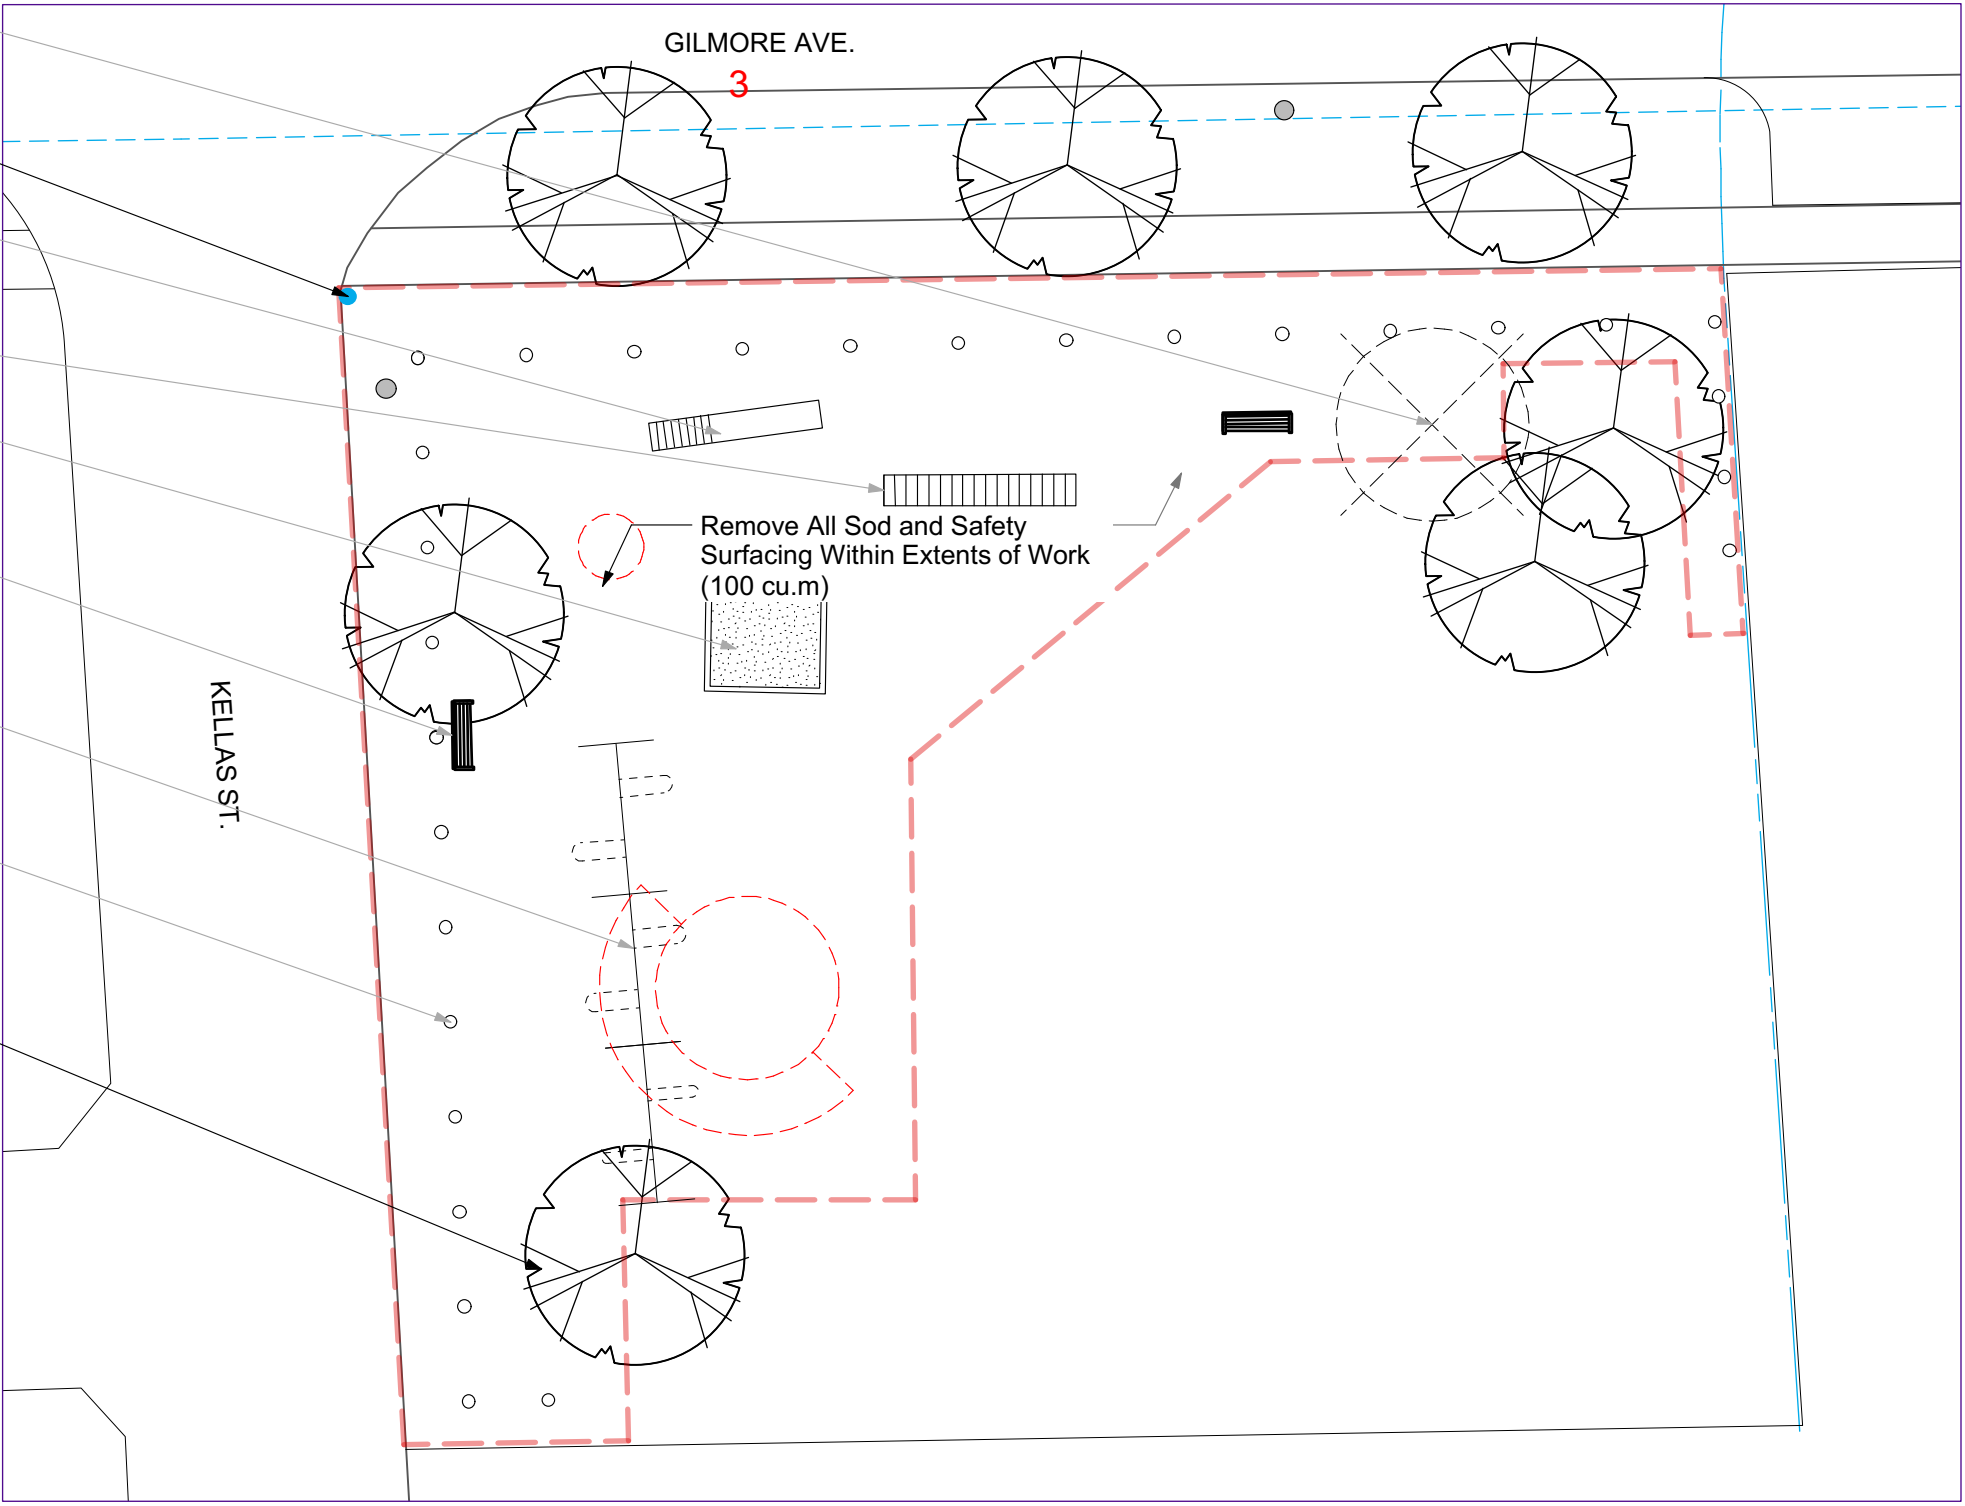 GILMORE AVE.
3
Remove All Sod and Safety
Surfacing Within Extents of Work
(100 cu.m)
KELLAS ST.